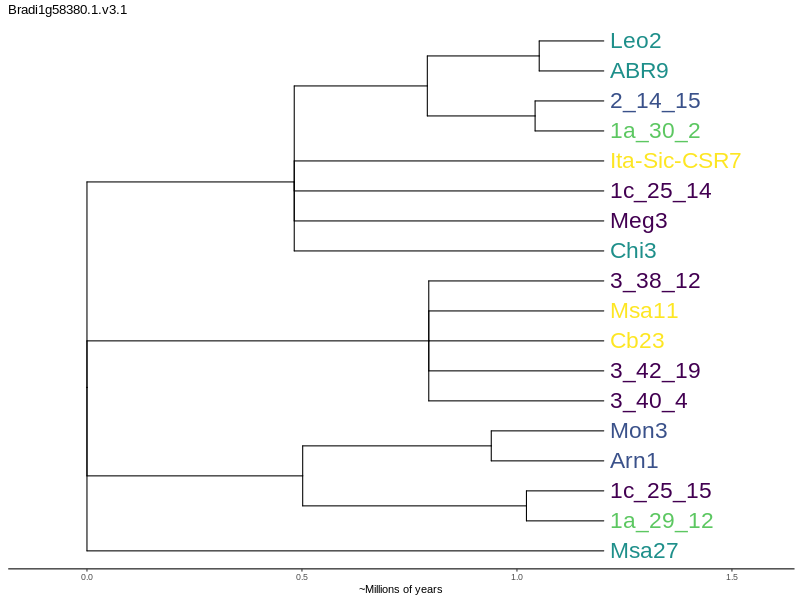 Bradi1g58380.1.v3.1
Leo2
ABR9
2_14_15
1a_30_2
Ita-Sic-CSR7
1c_25_14
Meg3
Chi3
3_38_12
Msa11
Cb23
3_42_19
3_40_4
Mon3
Arn1
1c_25_15
1a_29_12
Msa27
0.0 0.5 1.0 1.5
~Millions of years